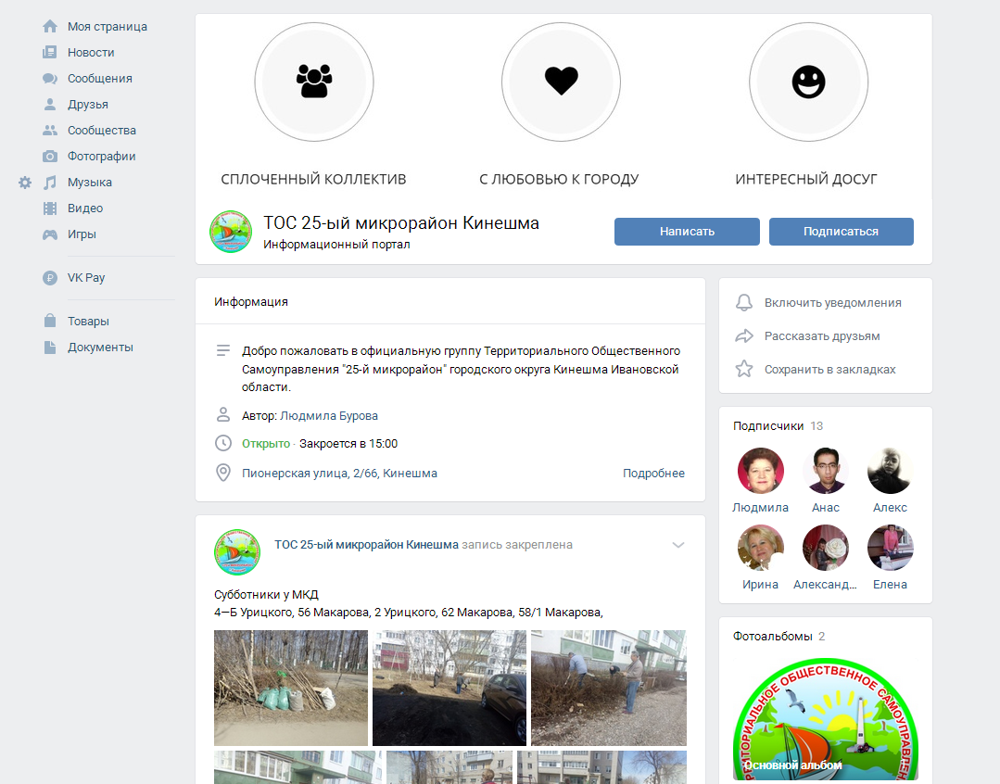 Моя страница
Новости
Сообщения
Друзья
Сообщества
Фотографии
Музыка
Видео
Игры
VK Pay
Товары
Документы
СПЛОЧЕННЫЙ КОЛЛЕКТИВ
С ЛЮБОВЬЮ К ГОРОДУ
ИНТЕРЕСНЫЙ ДОСУГ
ТОС 25-ый микрорайон Кинешма
Информационный портал
Написать
Подписаться
Информация
Добро пожаловать в официальную группу Территориального Общественного
Самоуправления "25-й микрорайон" городского округа Кинешма Ивановской
области.
Автор: Людмила Бурова
Открыто · Закроется в 15:00
Пионерская улица, 2/66, Кинешма
Подробнее
ТОС 25-ый микрорайон Кинешма запись закреплена
Субботники у МКД
4—Б Урицкого, 56 Макарова, 2 Урицкого, 62 Макарова, 58/1 Макарова,
Включить уведомления
Рассказать друзьям
Сохранить в закладках
Подписчики 13
Людмила
Анас
Алекс
Ирина
Александ...
Елена
Фотоальбомы 2
ТОРИАЛЬНОЕ ОБЩЕСТВЕННОЕ САМОУПРАВЛЕН
Основной альбом